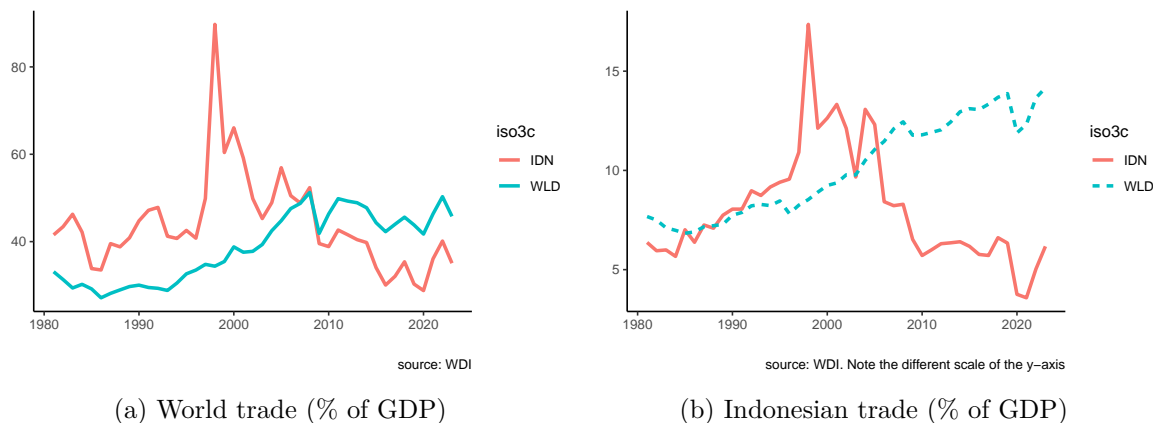 80
60
40
1980
1990
2000
2010
2020
iso3c
IDN
WLD
source: WDI
(a) World trade (% of GDP)
15
10
5
1980
1990
2000
2010
2020
iso3c
IDN
WLD
source: WDI. Note the different scale of the y−axis
(b) Indonesian trade (% of GDP)